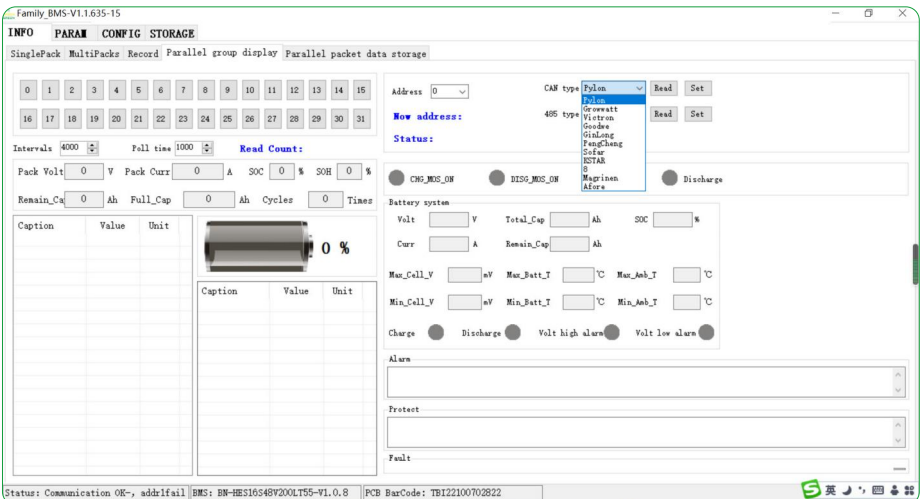 Family_BMS-V1.1.635-15
INFO PARAM CONFIG STORAGE
SinglePack MultiPacks Record Parallel group display Parallel packet data storage
0 1 2 3 4 5 6 7 8 9 10 11 12 13 14 15
16 17 18 19 20 21 22 23 24 25 26 27 28 29 30 31
Intervals 4000 Poll time 1000 Read Count:
Pack Volt 0 V Pack Curr 0 A SOC 0 % SOH 0 %
Remain_Ca 0 Ah Full_Cap 0 Ah Cycles 0 Times
Caption Value Unit
0 %
Caption Value Unit
Address 0 CAN type Pylon Read Set
Now address: 485 type Read Set
Status:
Pylon
Growatt
Victron
Goodwe
GinLong
PengCheng
Sofar
ESTAR
8
Magrinen
Afore
CHG_MOS_ON DISG_MOS_ON Discharge
Battery system
Volt V Total_Cap Ah SOC %
Curr A Remain_Cap Ah
Max_Cell_V mV Max_Batt_T ℃ Max_Amb_T ℃
Min_Cell_V mV Min_Batt_T ℃ Min_Amb_T ℃
Charge Discharge Volt high alarm Volt low alarm
Alarm
Protect
Fault
Status: Communication OK-, addr1fail BMS: BN-HES16S48V200LT55-V1.0.8 PCB BarCode: TBI22100702822
英